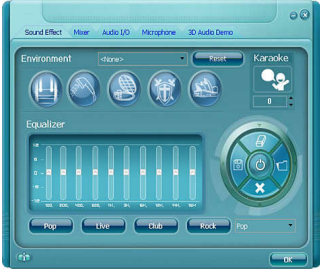 Sound Effect Mixer Audio I/O Microphone 3D Audio Demo
Environment <None> Reset Karaoke
0
Equalizer
Pop Live Club Rock Pop
OK